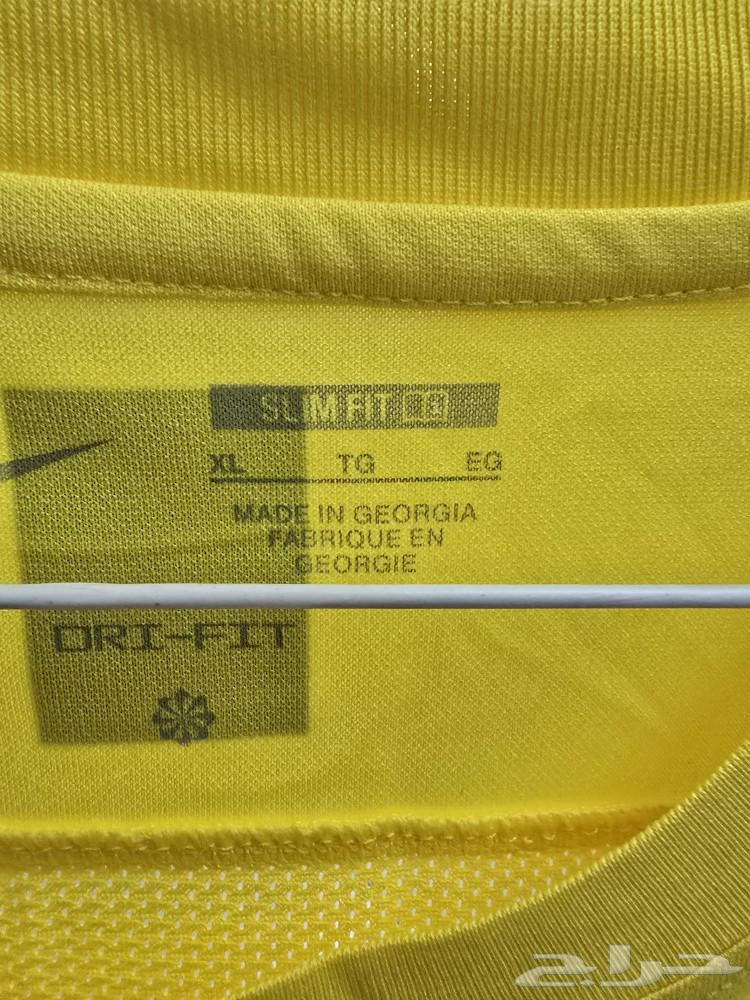 SLIM FIT
XL TG EG
MADE IN GEORGIA
FABRIQUE EN
GEORGIE
DRI-FIT
حراج